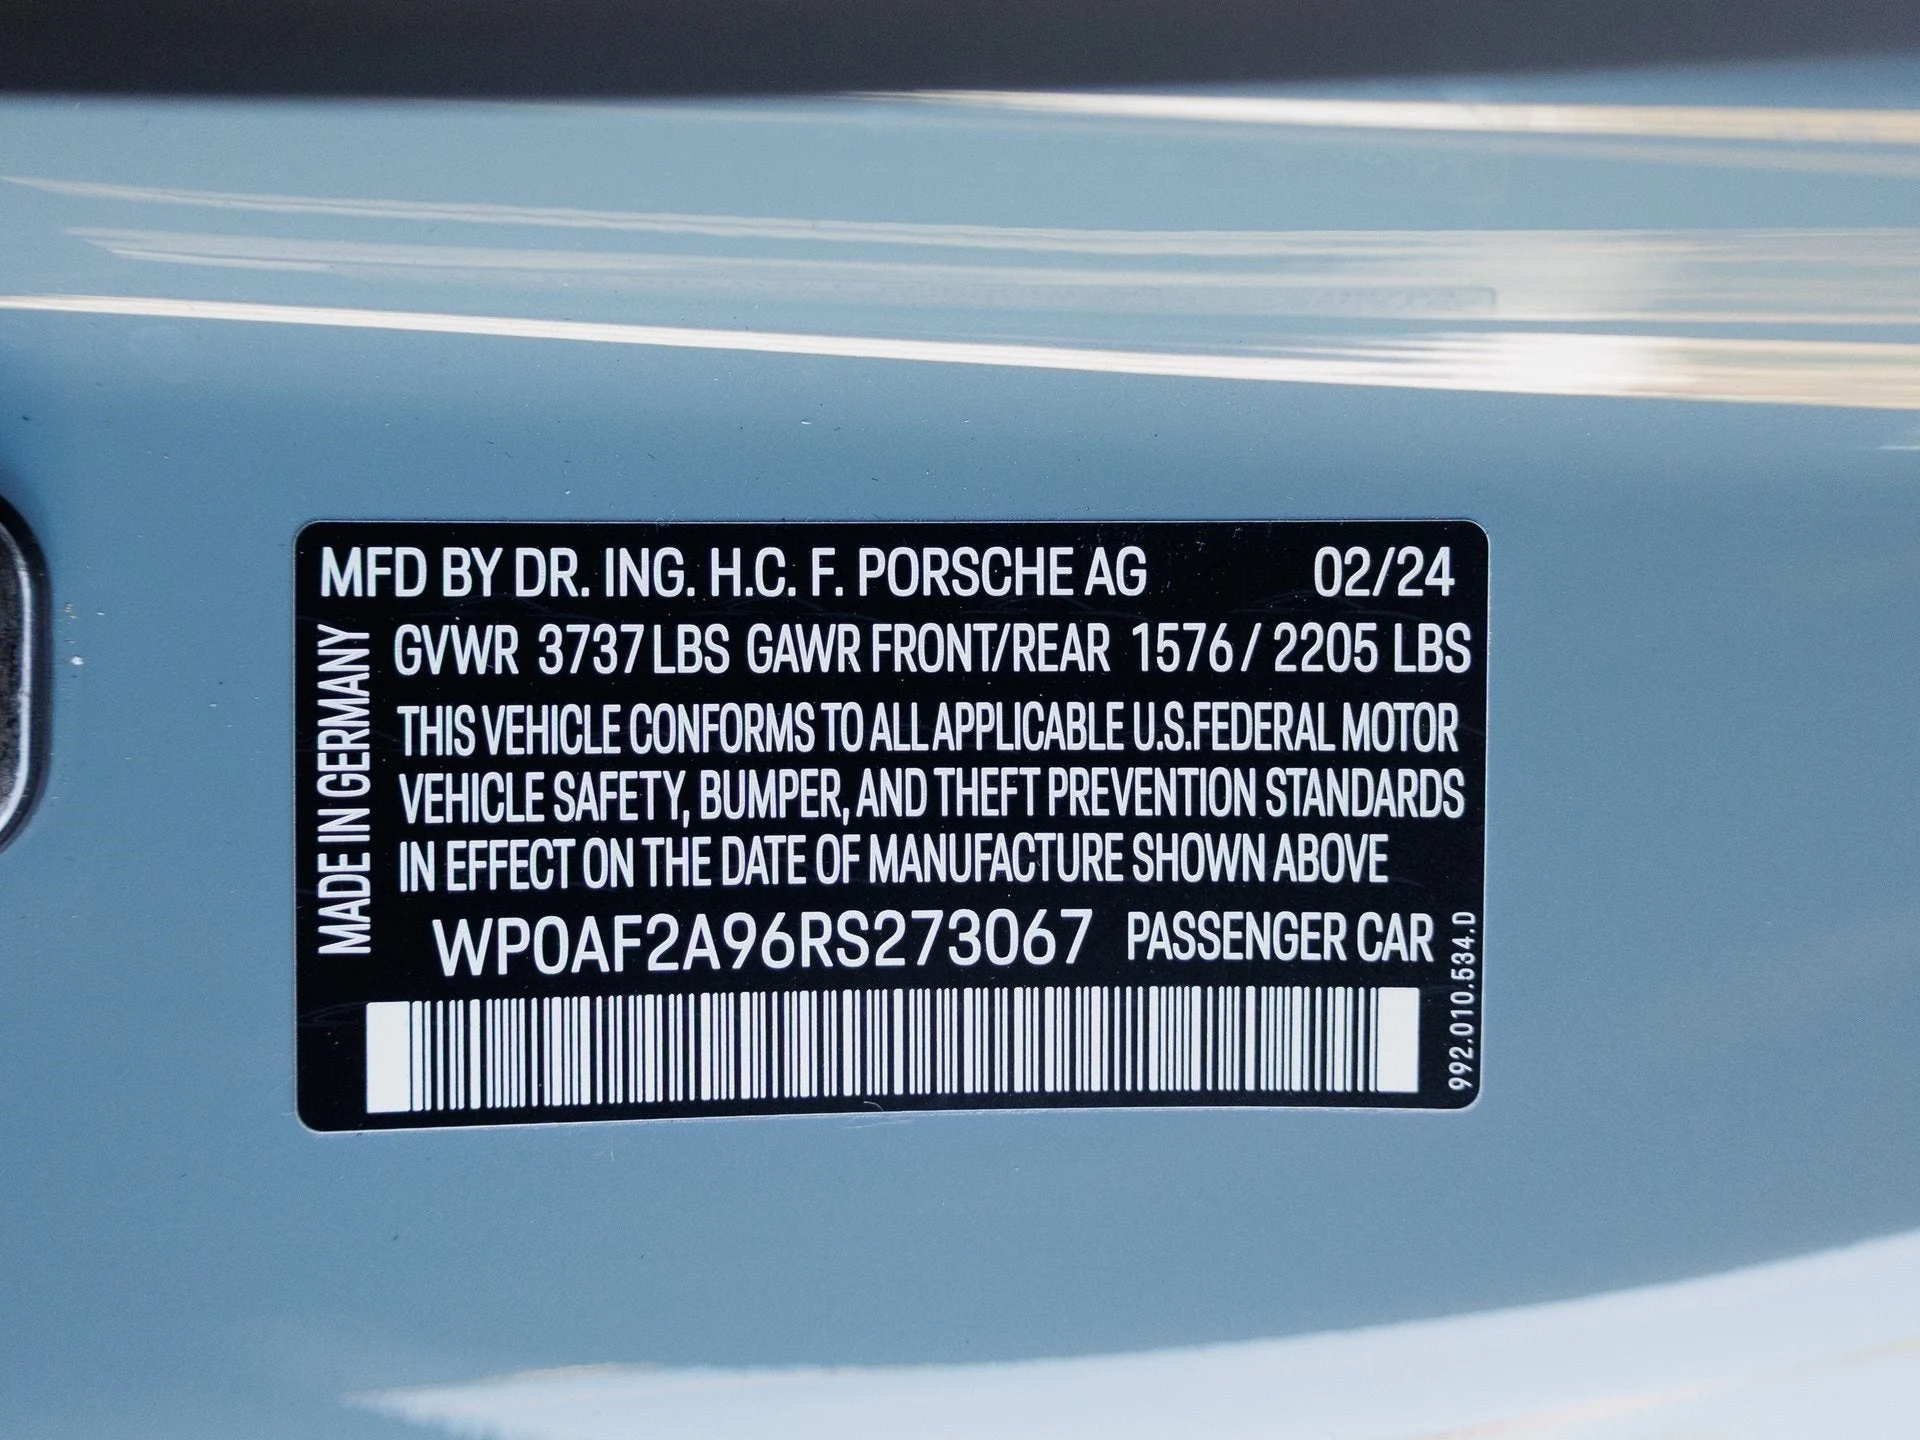 MFD BY DR. ING. H.C. F. PORSCHE AG 02/24
GVWR 3737 LBS GAWR FRONT/REAR 1576 / 2205 LBS
THIS VEHICLE CONFORMS TO ALL APPLICABLE U.S.FEDERAL MOTOR
VEHICLE SAFETY, BUMPER, AND THEFT PREVENTION STANDARDS
IN EFFECT ON THE DATE OF MANUFACTURE SHOWN ABOVE
WP0AF2A96RS273067 PASSENGER CAR
MADE IN GERMANY
992.010.534.D